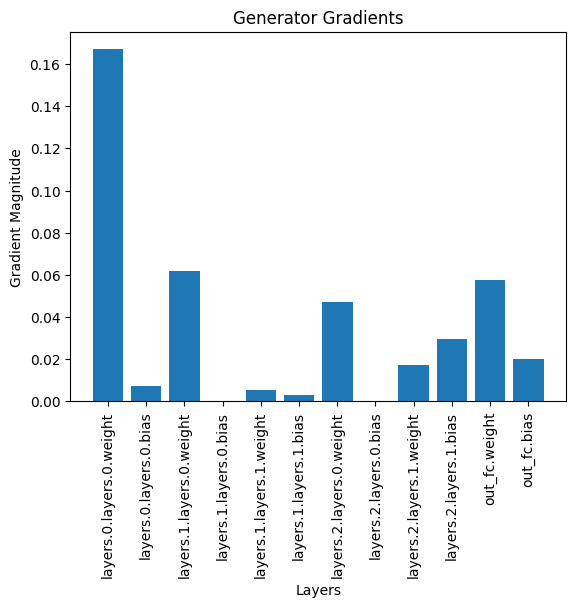 Generator Gradients
Gradient Magnitude
0.16
0.14
0.12
0.10
0.08
0.06
0.04
0.02
0.00
layers.0.layers.0.weight
layers.0.layers.0.bias
layers.1.layers.0.weight
layers.1.layers.0.bias
layers.1.layers.1.weight
layers.1.layers.1.bias
layers.2.layers.0.weight
layers.2.layers.0.bias
layers.2.layers.1.weight
layers.2.layers.1.bias
out_fc.weight
out_fc.bias
Layers